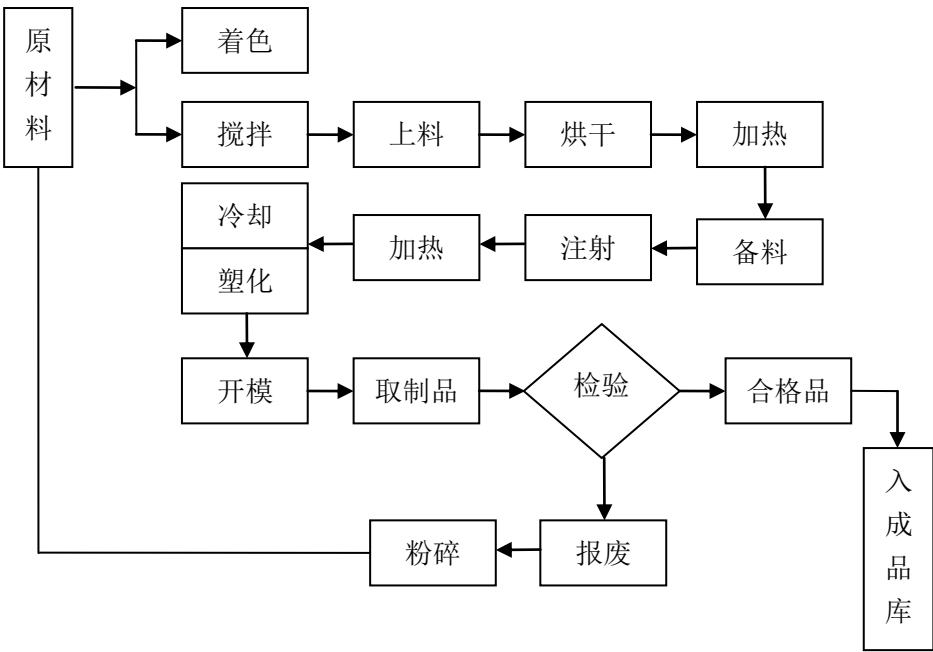 原材料
着色
搅拌
上料
烘干
加热
冷却
塑化
加热
注射
备料
开模
取制品
检验
合格品
入成品库
粉碎
报废